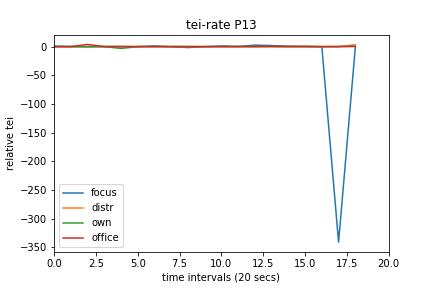 tei-rate P13
0
−50
−100
−150
−200
−250
−300
−350
relative tei
focus
distr
own
office
0.0 2.5 5.0 7.5 10.0 12.5 15.0 17.5 20.0
time intervals (20 secs)